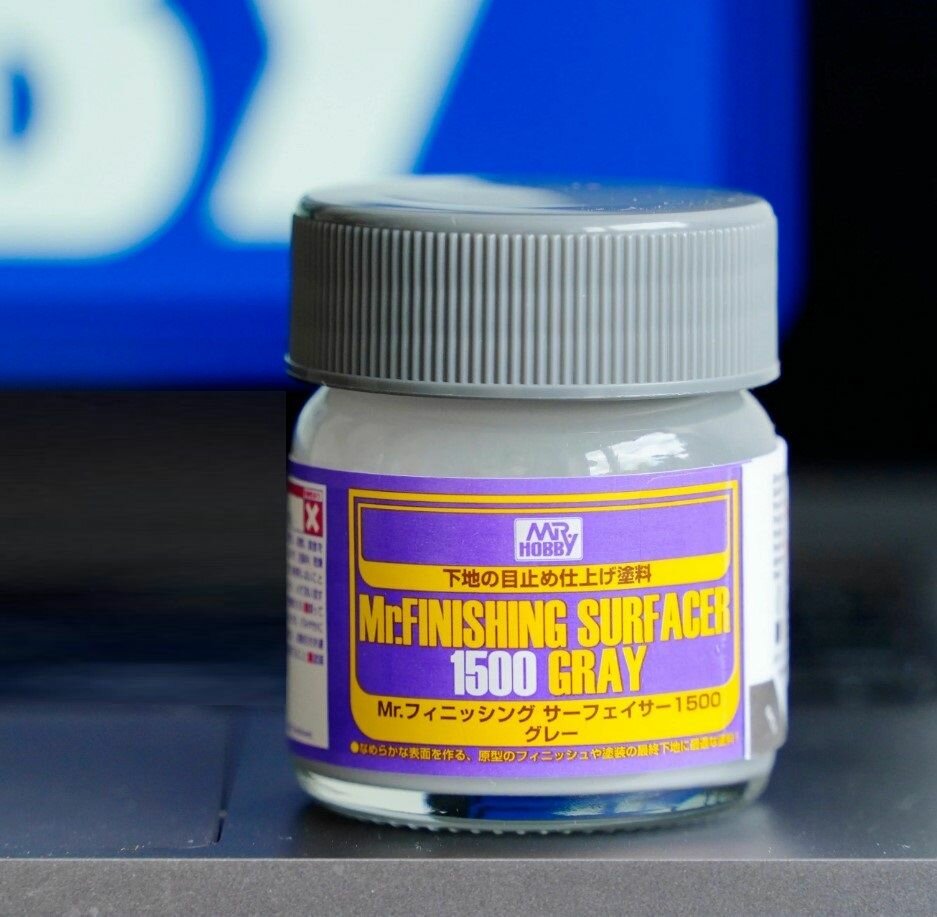 MR.
HOBBY
下地の目止め仕上げ塗料
Mr.FINISHING SURFACER
1500 GRAY
Mr.フィニッシング サーフェイサー1500
グレー
●なめらかな表面を作る、原型のフィニッシュや塗装の最終下地に最適な塗料!